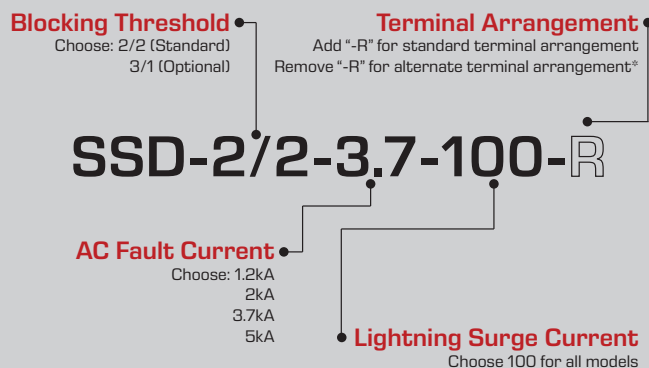 Blocking Threshold
Choose: 2/2 (Standard)
3/1 (Optional)
Terminal Arrangement
Add “-R” for standard terminal arrangement
Remove “-R” for alternate terminal arrangement*
SSD-2/2-3.7-100-R
AC Fault Current
Choose: 1.2kA
2kA
3.7kA
5kA
Lightning Surge Current
Choose 100 for all models